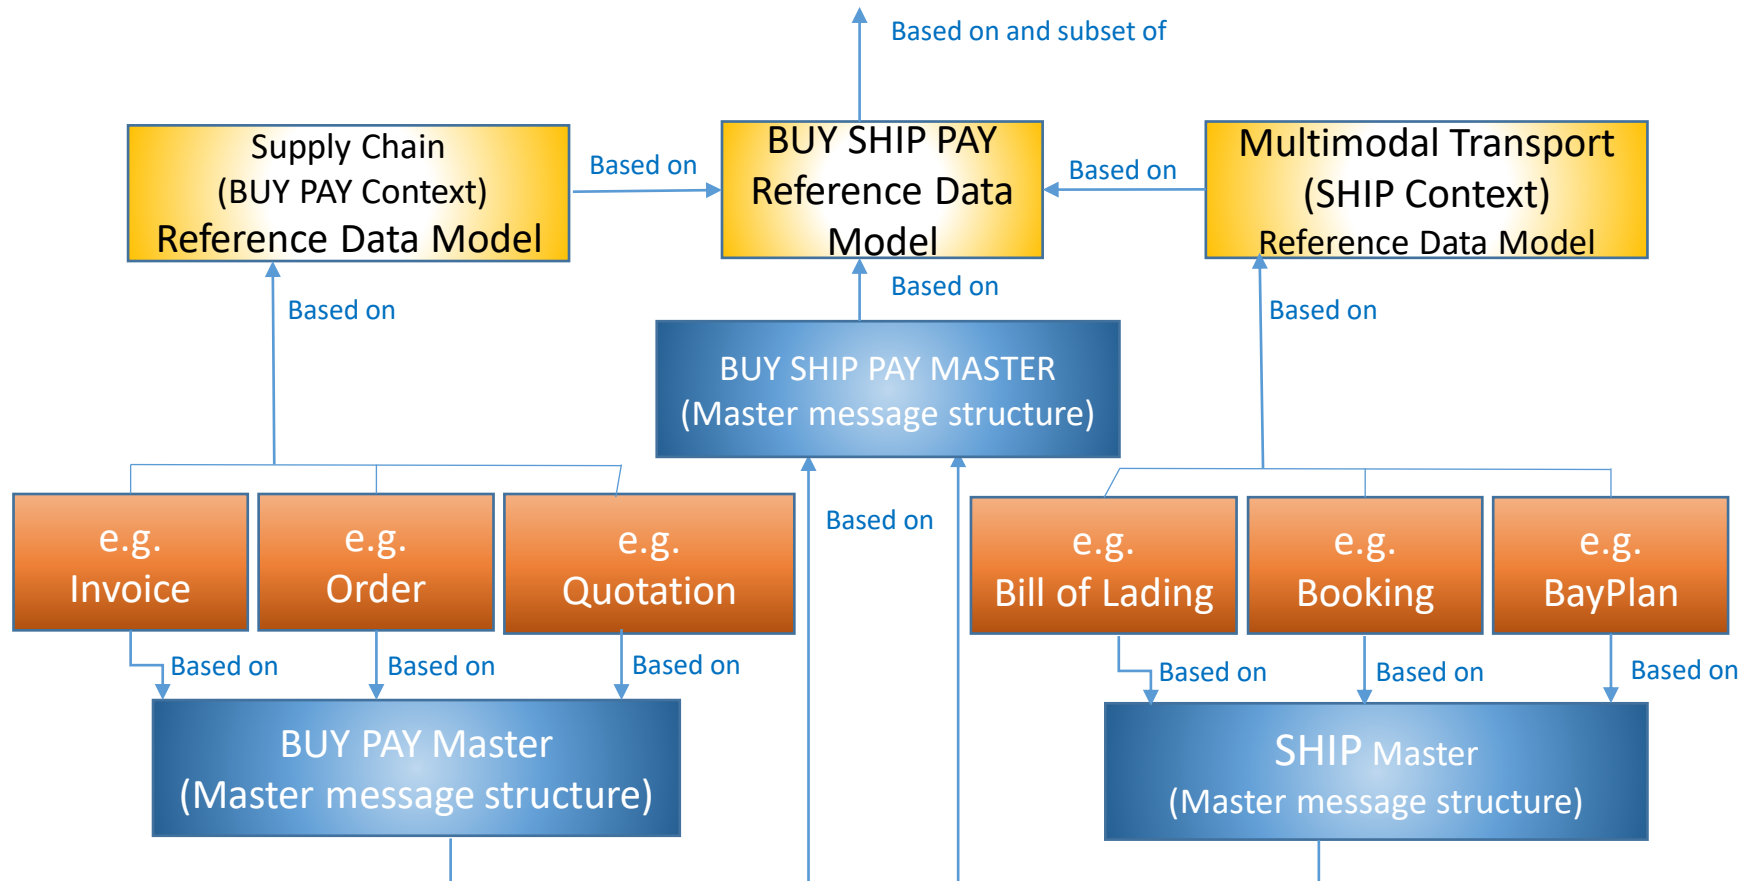 Based on and subset of
Supply Chain
(BUY PAY Context)
Reference Data Model
Based on
BUY SHIP PAY
Reference Data
Model
Based on
Multimodal Transport
(SHIP Context)
Reference Data Model
Based on
Based on
Based on
BUY SHIP PAY MASTER
(Master message structure)
e.g.
Invoice
e.g.
Order
e.g.
Quotation
Based on
e.g.
Bill of Lading
e.g.
Booking
e.g.
BayPlan
Based on
Based on
Based on
Based on
Based on
Based on
BUY PAY Master
(Master message structure)
SHIP Master
(Master message structure)